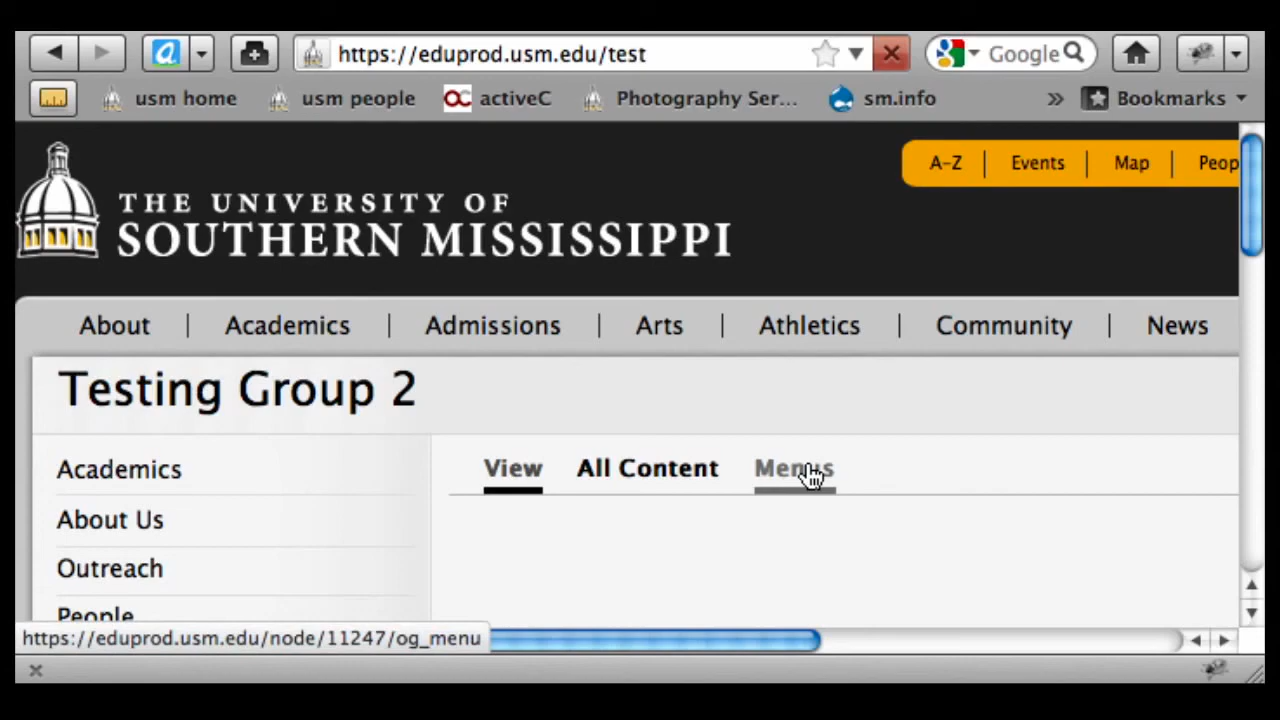 https://eduprod.usm.edu/test
Google
usm home
usm people
activeC
Photography Ser...
sm.info
»
Bookmarks
A-Z | Events | Map | Peop
THE UNIVERSITY OF
SOUTHERN MISSISSIPPI
About | Academics | Admissions | Arts | Athletics | Community | News
Testing Group 2
View All Content Menus
Academics
About Us
Outreach
People
https://eduprod.usm.edu/node/11247/og_menu